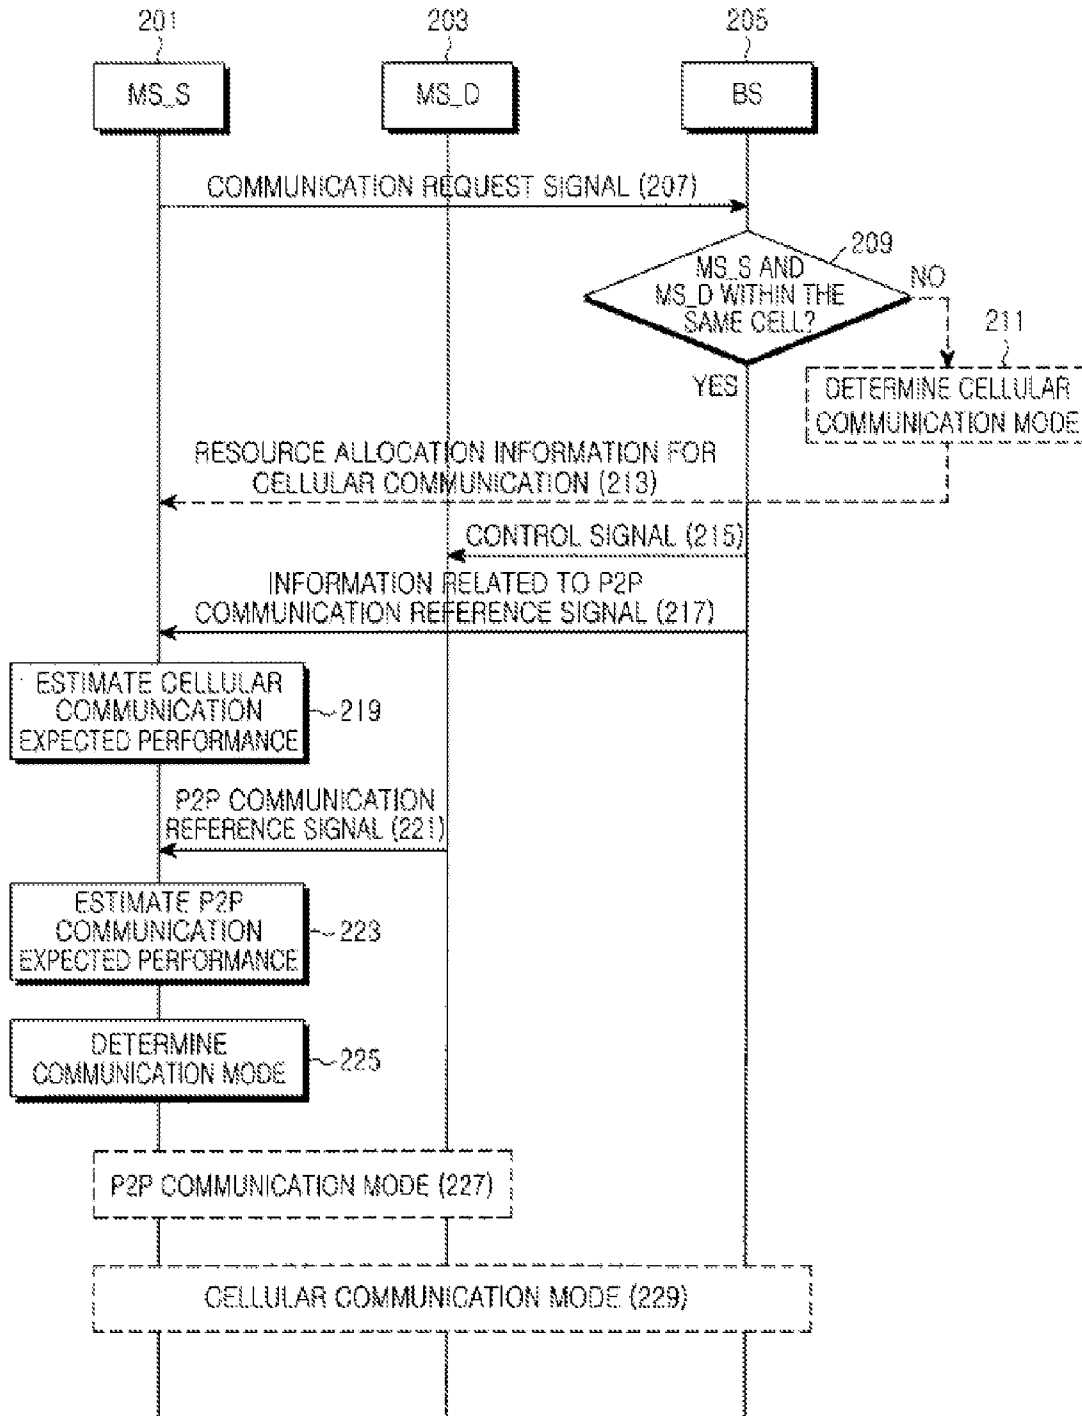 201
203
205
MS_S
MS_D
BS
COMMUNICATION REQUEST SIGNAL (207)
209
MS_S AND
MS_D WITHIN THE
SAME CELL?
NO
211
YES
DETERMINE CELLULAR
COMMUNICATION MODE
RESOURCE ALLOCATION INFORMATION FOR
CELLULAR COMMUNICATION (213)
CONTROL SIGNAL (215)
INFORMATION RELATED TO P2P
COMMUNICATION REFERENCE SIGNAL (217)
ESTIMATE CELLULAR
COMMUNICATION
EXPECTED PERFORMANCE
219
P2P COMMUNICATION
REFERENCE SIGNAL (221)
ESTIMATE P2P
COMMUNICATION
EXPECTED PERFORMANCE
223
DETERMINE
COMMUNICATION MODE
225
P2P COMMUNICATION MODE (227)
CELLULAR COMMUNICATION MODE (229)